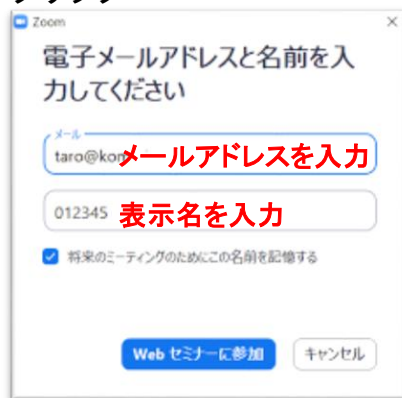 Zoom
電子メールアドレスと名前を入
力してください
メール
taro@kon メールアドレスを入力
012345 表示名を入力
将来のミーティングのためにこの名前を記憶する
Web セミナーに参加 キャンセル